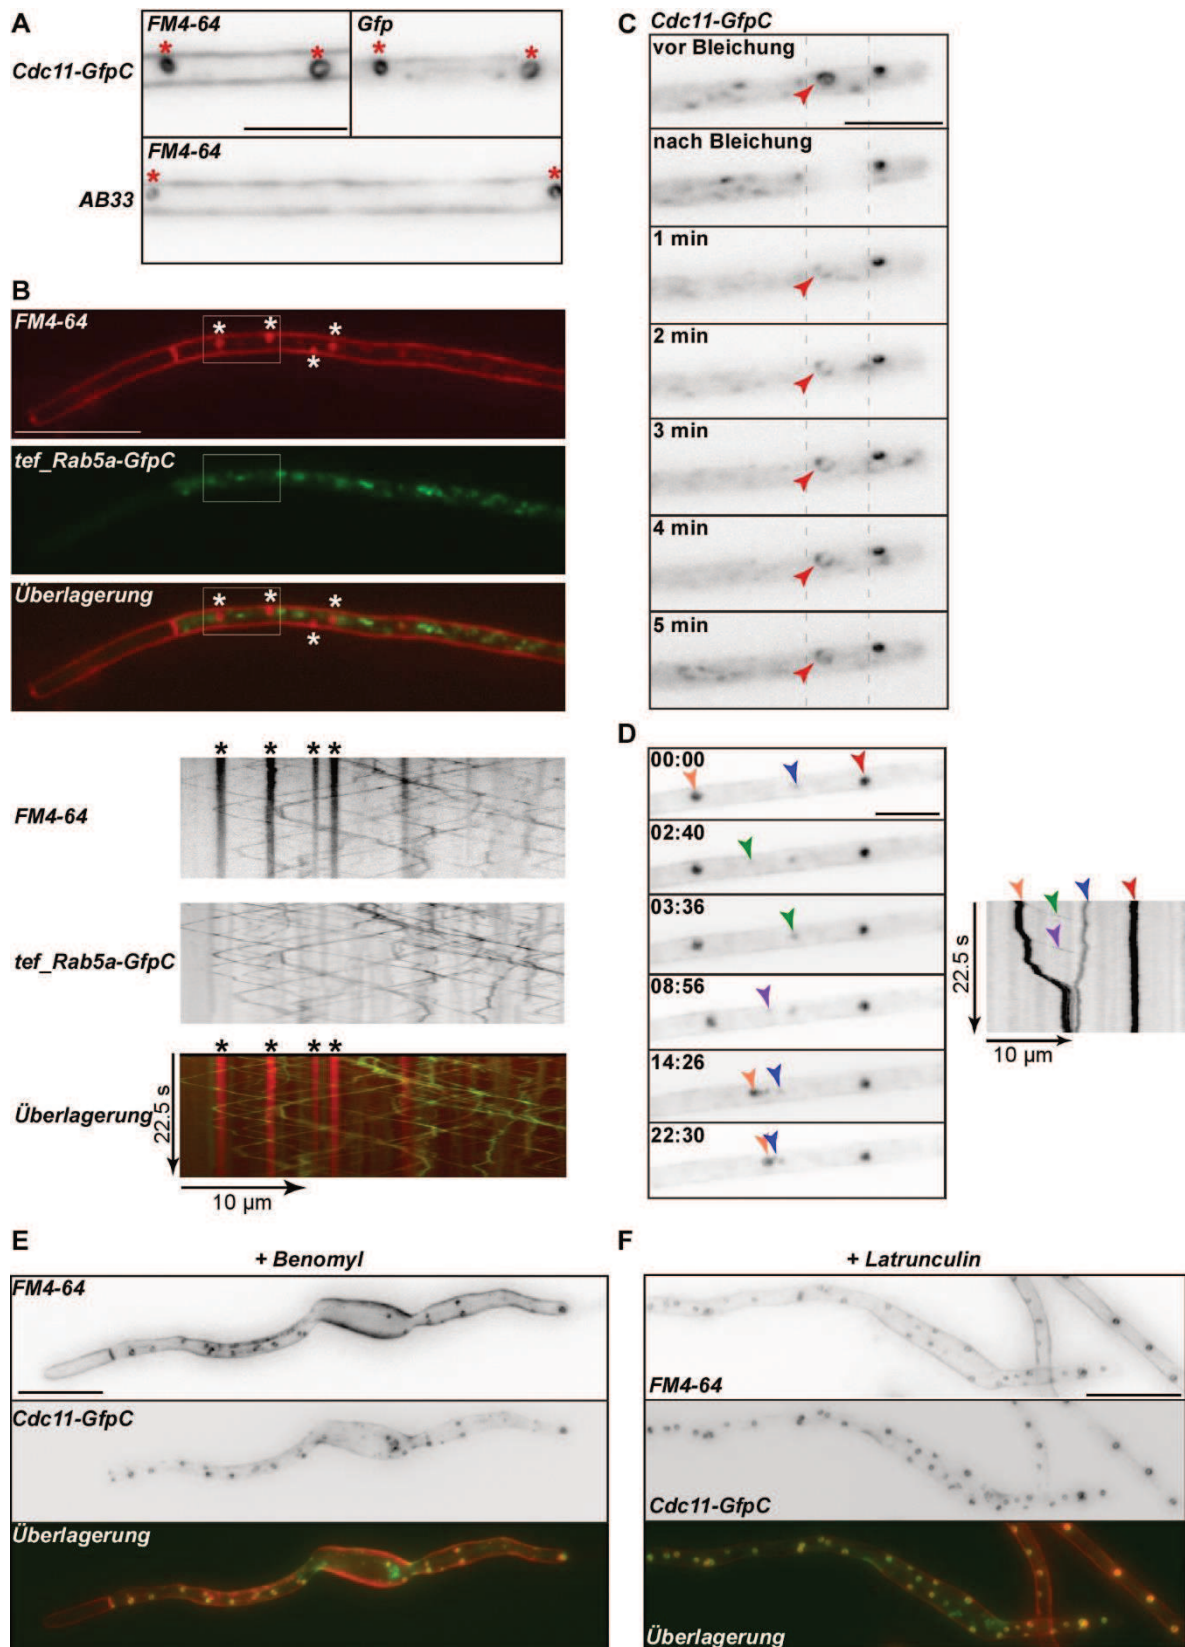 A
FM4-64
Gfp
* * * *
Cdc11-GfpC
FM4-64
* *
AB33
B
FM4-64
* * * *
tef_Rab5a-GfpC
Überlagerung
* * * *
* * * *
FM4-64
tef_Rab5a-GfpC
* * * *
Überlagerung
22.5 s
10 µm
C
Cdc11-GfpC
vor Bleichung
nach Bleichung
1 min
2 min
3 min
4 min
5 min
D
00:00
02:40
03:36
08:56
14:26
22:30
22.5 s
10 µm
E
+ Benomyl
FM4-64
Cdc11-GfpC
Überlagerung
F
+ Latrunculin
FM4-64
Cdc11-GfpC
Überlagerung